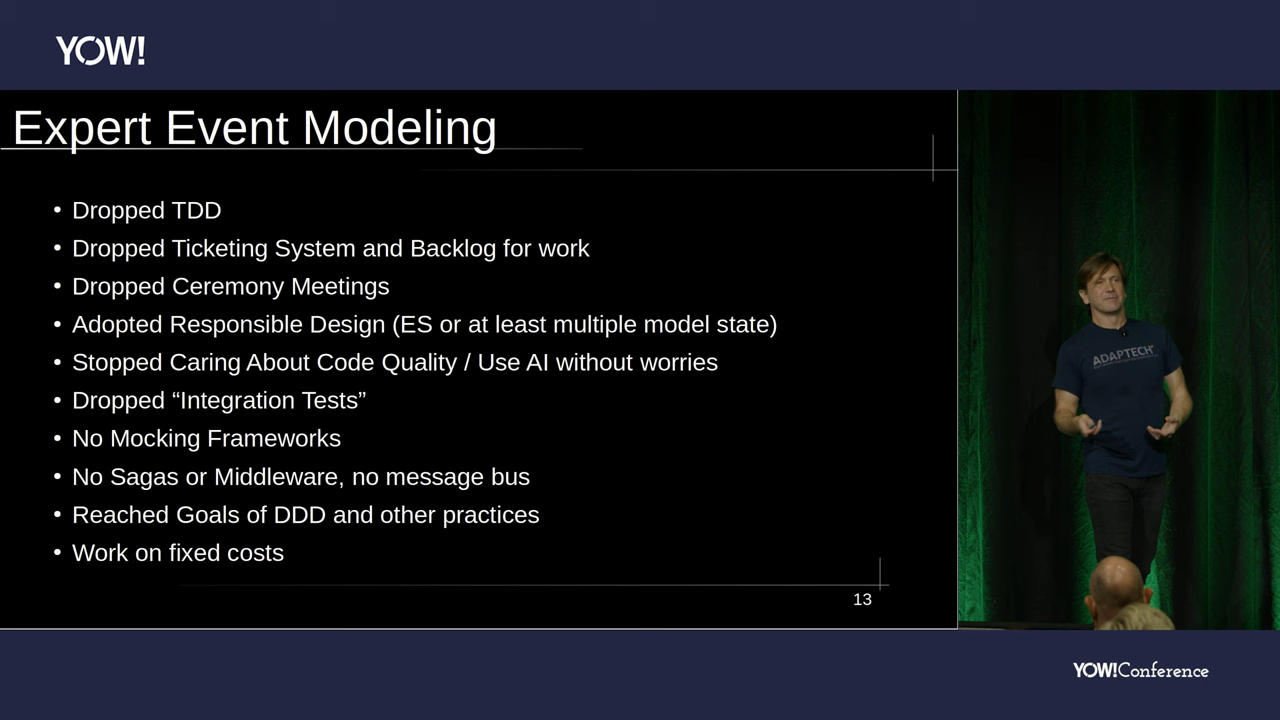 YOW!
Expert Event Modeling
• Dropped TDD
• Dropped Ticketing System and Backlog for work
• Dropped Ceremony Meetings
• Adopted Responsible Design (ES or at least multiple model state)
• Stopped Caring About Code Quality / Use AI without worries
• Dropped “Integration Tests”
• No Mocking Frameworks
• No Sagas or Middleware, no message bus
• Reached Goals of DDD and other practices
• Work on fixed costs
13
ADAPTECH
YOW!Conference